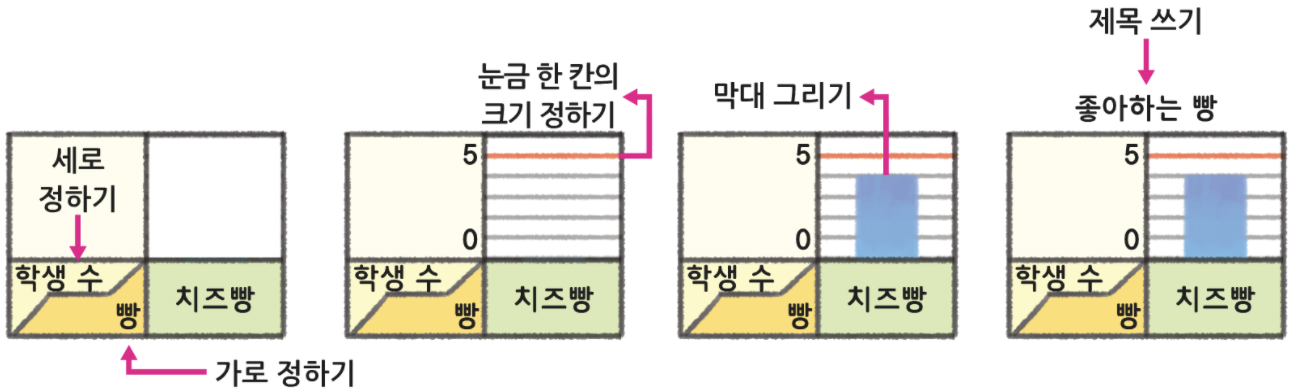 세로
정하기
학생 수
빵
치즈빵
가로 정하기
눈금 한 칸의
크기 정하기
5
0
학생 수
빵
치즈빵
막대 그리기
5
0
학생 수
빵
치즈빵
제목 쓰기
좋아하는 빵
5
0
학생 수
빵
치즈빵